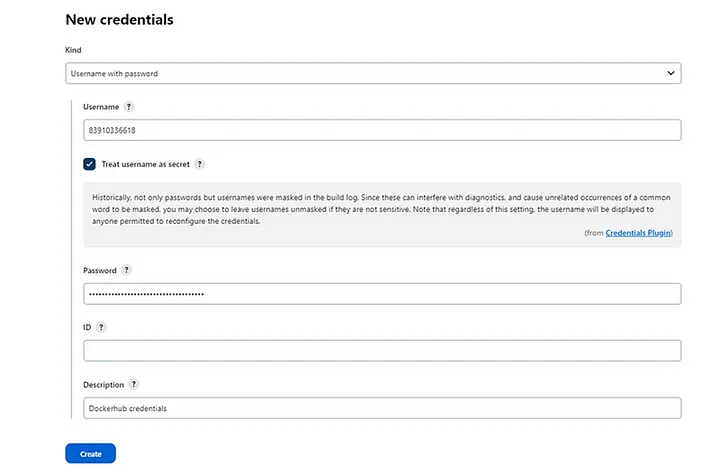 New credentials
Kind
Username with password
Username ?
83910336618
Treat username as secret ?
Historically, not only passwords but usernames were masked in the build log. Since these can interfere with diagnostics, and cause unrelated occurrences of a common
word to be masked, you may choose to leave usernames unmasked if they are not sensitive. Note that regardless of this setting, the username will be displayed to
anyone permitted to reconfigure the credentials.
(from Credentials Plugin)
Password ?
••••••••••••••••••••••••••••••••••••
ID ?
Description ?
Dockerhub credentials
Create